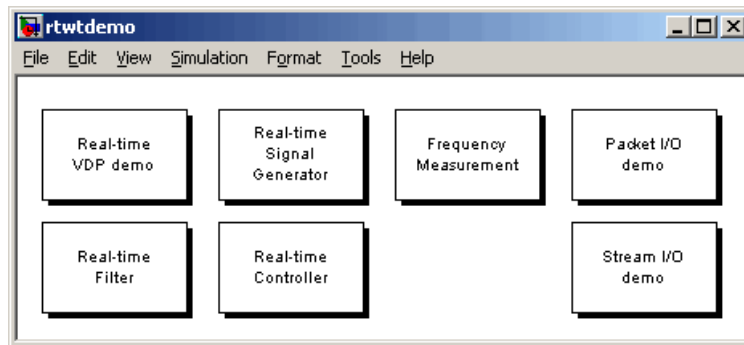 rtwtdemo
File Edit View Simulation Format Tools Help
Real-time
VDP demo
Real-time
Signal
Generator
Frequency
Measurement
Packet I/O
demo
Real-time
Filter
Real-time
Controller
Stream I/O
demo